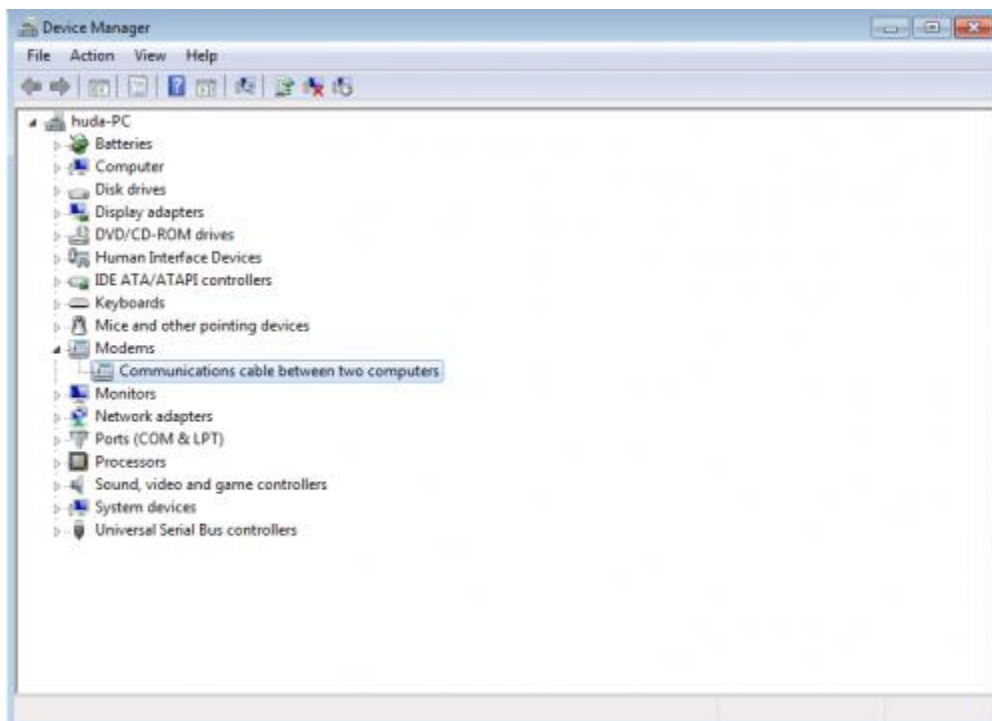 Device Manager
File Action View Help
huda-PC
Batteries
Computer
Disk drives
Display adapters
DVD/CD-ROM drives
Human Interface Devices
IDE ATA/ATAPI controllers
Keyboards
Mice and other pointing devices
Modems
Communications cable between two computers
Monitors
Network adapters
Ports (COM & LPT)
Processors
Sound, video and game controllers
System devices
Universal Serial Bus controllers